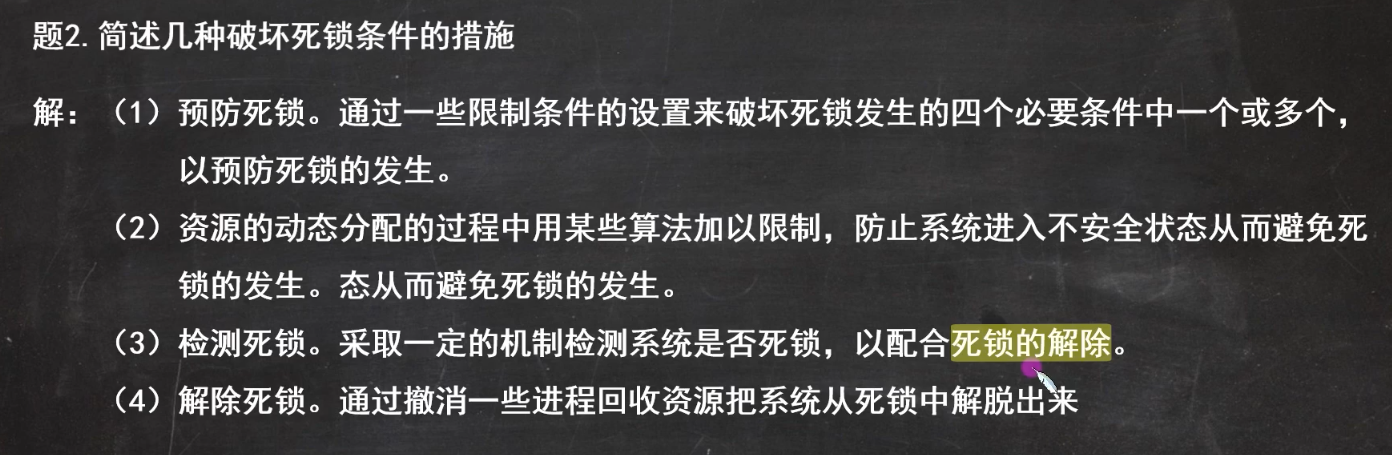 题2. 简述几种破坏死锁条件的措施
解：（1）预防死锁。通过一些限制条件的设置来破坏死锁发生的四个必要条件中一个或多个，
以预防死锁的发生。
（2）资源的动态分配的过程中用某些算法加以限制，防止系统进入不安全状态从而避免死
锁的发生。态从而避免死锁的发生。
（3）检测死锁。采取一定的机制检测系统是否死锁，以配合死锁的解除。
（4）解除死锁。通过撤消一些进程回收资源把系统从死锁中解脱出来